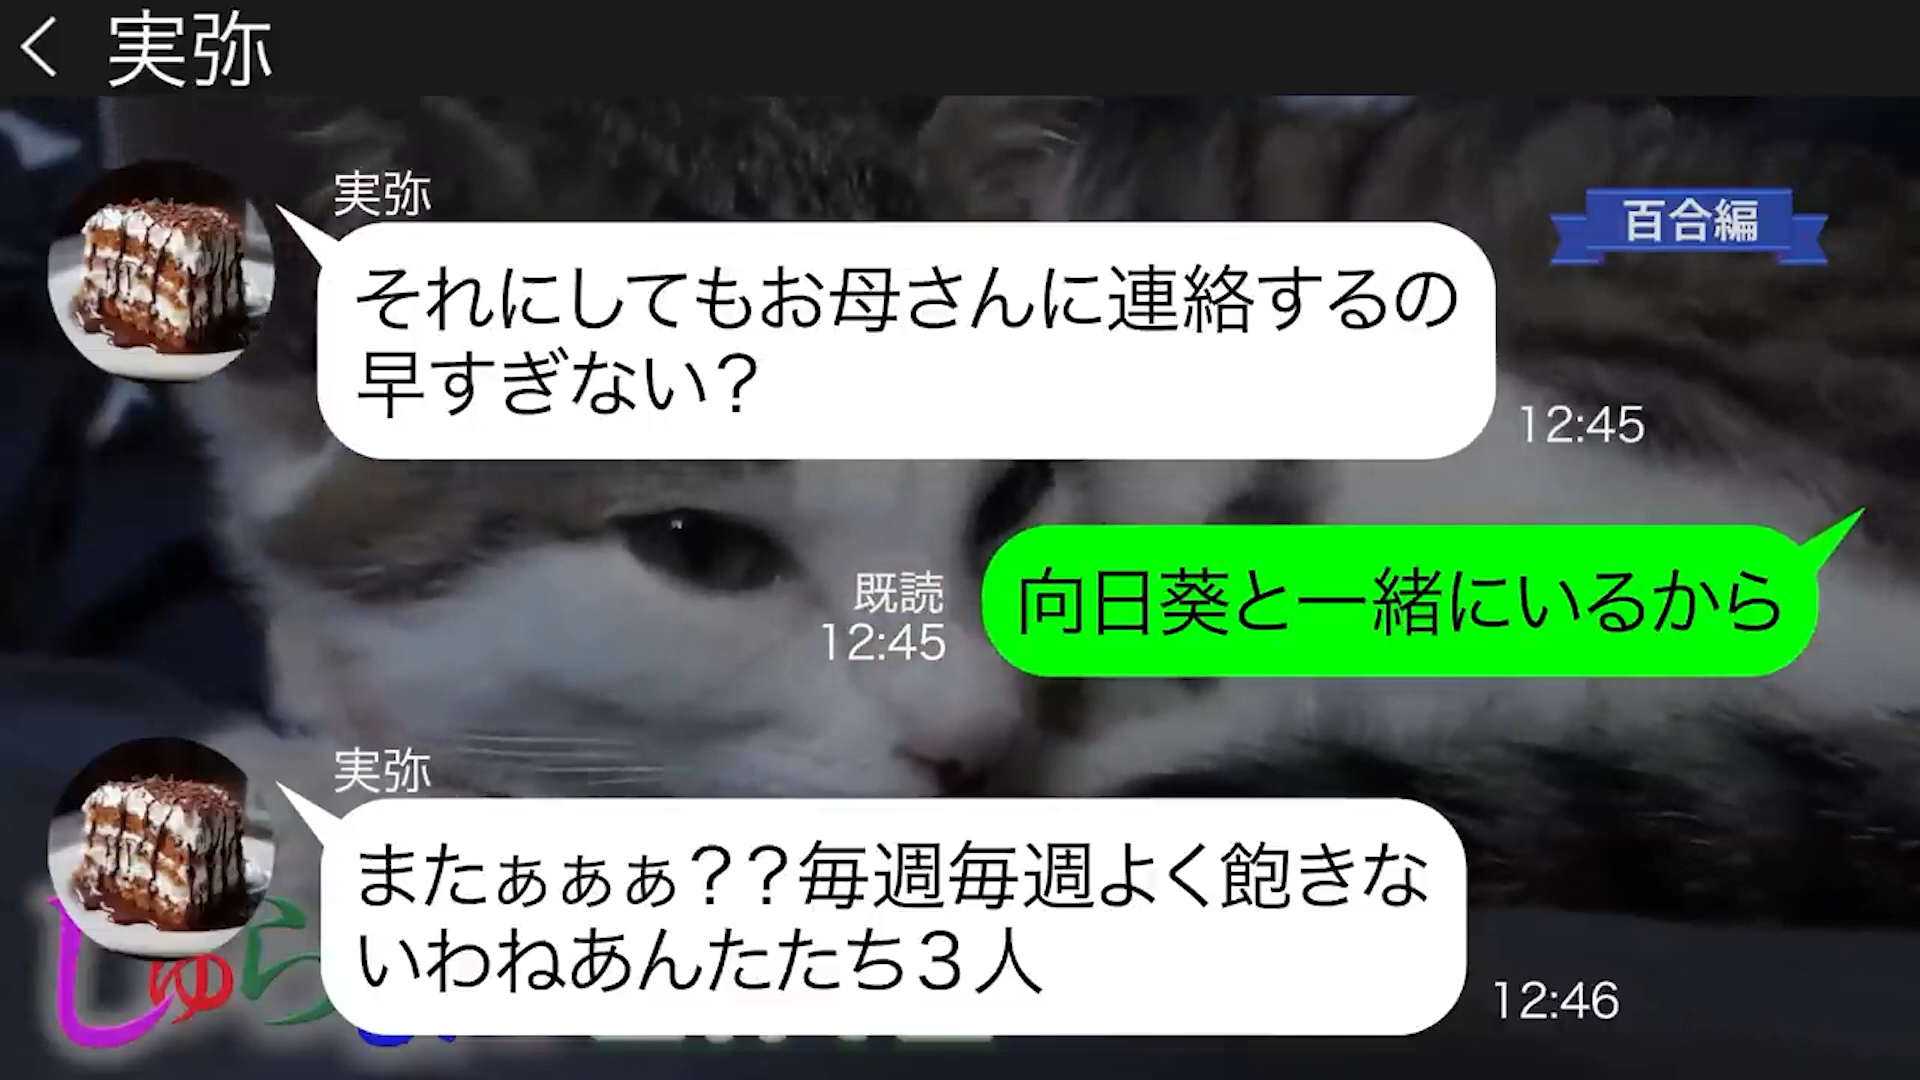 実弥
実弥
百合編
それにしてもお母さんに連絡するの
早すぎない？
12:45
向日葵と一緒にいるから
既読
12:45
実弥
またぁぁぁ？？毎週毎週よく飽きな
いわねあんたたち３人
12:46
しゅら